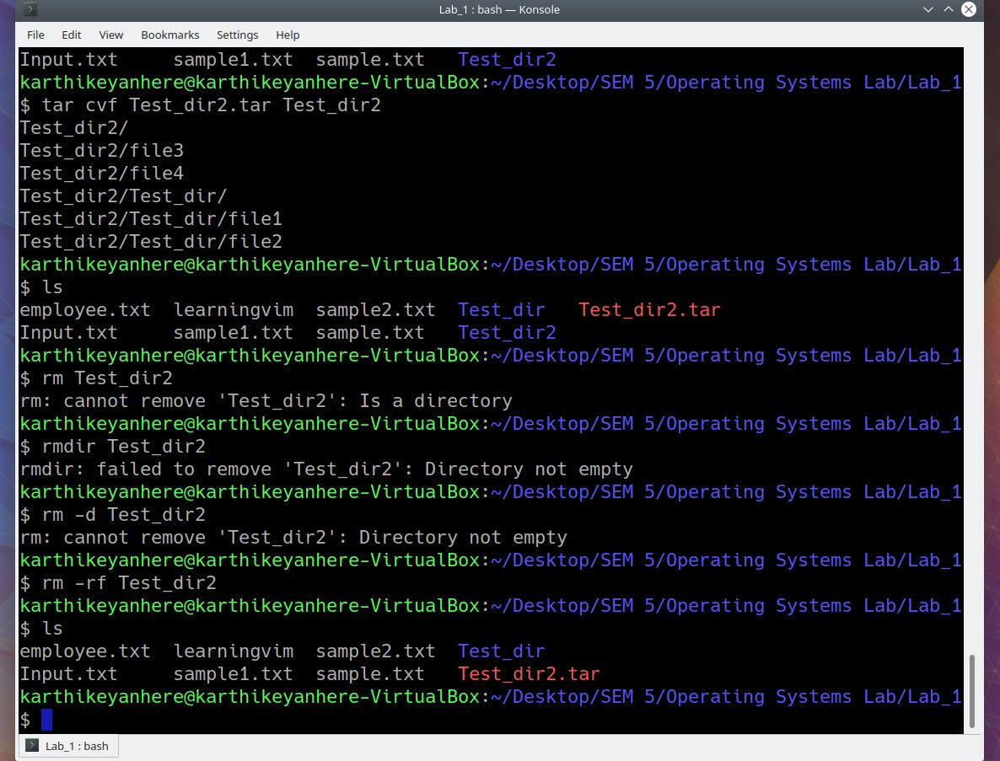 Lab_1 : bash — Konsole
File Edit View Bookmarks Settings Help
Input.txt     sample1.txt  sample.txt   Test_dir2
karthikeyanhere@karthikeyanhere-VirtualBox:~/Desktop/SEM 5/Operating Systems Lab/Lab_1
$ tar cvf Test_dir2.tar Test_dir2
Test_dir2/
Test_dir2/file3
Test_dir2/file4
Test_dir2/Test_dir/
Test_dir2/Test_dir/file1
Test_dir2/Test_dir/file2
karthikeyanhere@karthikeyanhere-VirtualBox:~/Desktop/SEM 5/Operating Systems Lab/Lab_1
$ ls
employee.txt  learningvim  sample2.txt  Test_dir   Test_dir2.tar
Input.txt     sample1.txt  sample.txt   Test_dir2
karthikeyanhere@karthikeyanhere-VirtualBox:~/Desktop/SEM 5/Operating Systems Lab/Lab_1
$ rm Test_dir2
rm: cannot remove 'Test_dir2': Is a directory
karthikeyanhere@karthikeyanhere-VirtualBox:~/Desktop/SEM 5/Operating Systems Lab/Lab_1
$ rmdir Test_dir2
rmdir: failed to remove 'Test_dir2': Directory not empty
karthikeyanhere@karthikeyanhere-VirtualBox:~/Desktop/SEM 5/Operating Systems Lab/Lab_1
$ rm -d Test_dir2
rm: cannot remove 'Test_dir2': Directory not empty
karthikeyanhere@karthikeyanhere-VirtualBox:~/Desktop/SEM 5/Operating Systems Lab/Lab_1
$ rm -rf Test_dir2
karthikeyanhere@karthikeyanhere-VirtualBox:~/Desktop/SEM 5/Operating Systems Lab/Lab_1
$ ls
employee.txt  learningvim  sample2.txt  Test_dir
Input.txt     sample1.txt  sample.txt   Test_dir2.tar
karthikeyanhere@karthikeyanhere-VirtualBox:~/Desktop/SEM 5/Operating Systems Lab/Lab_1
$
Lab_1 : bash